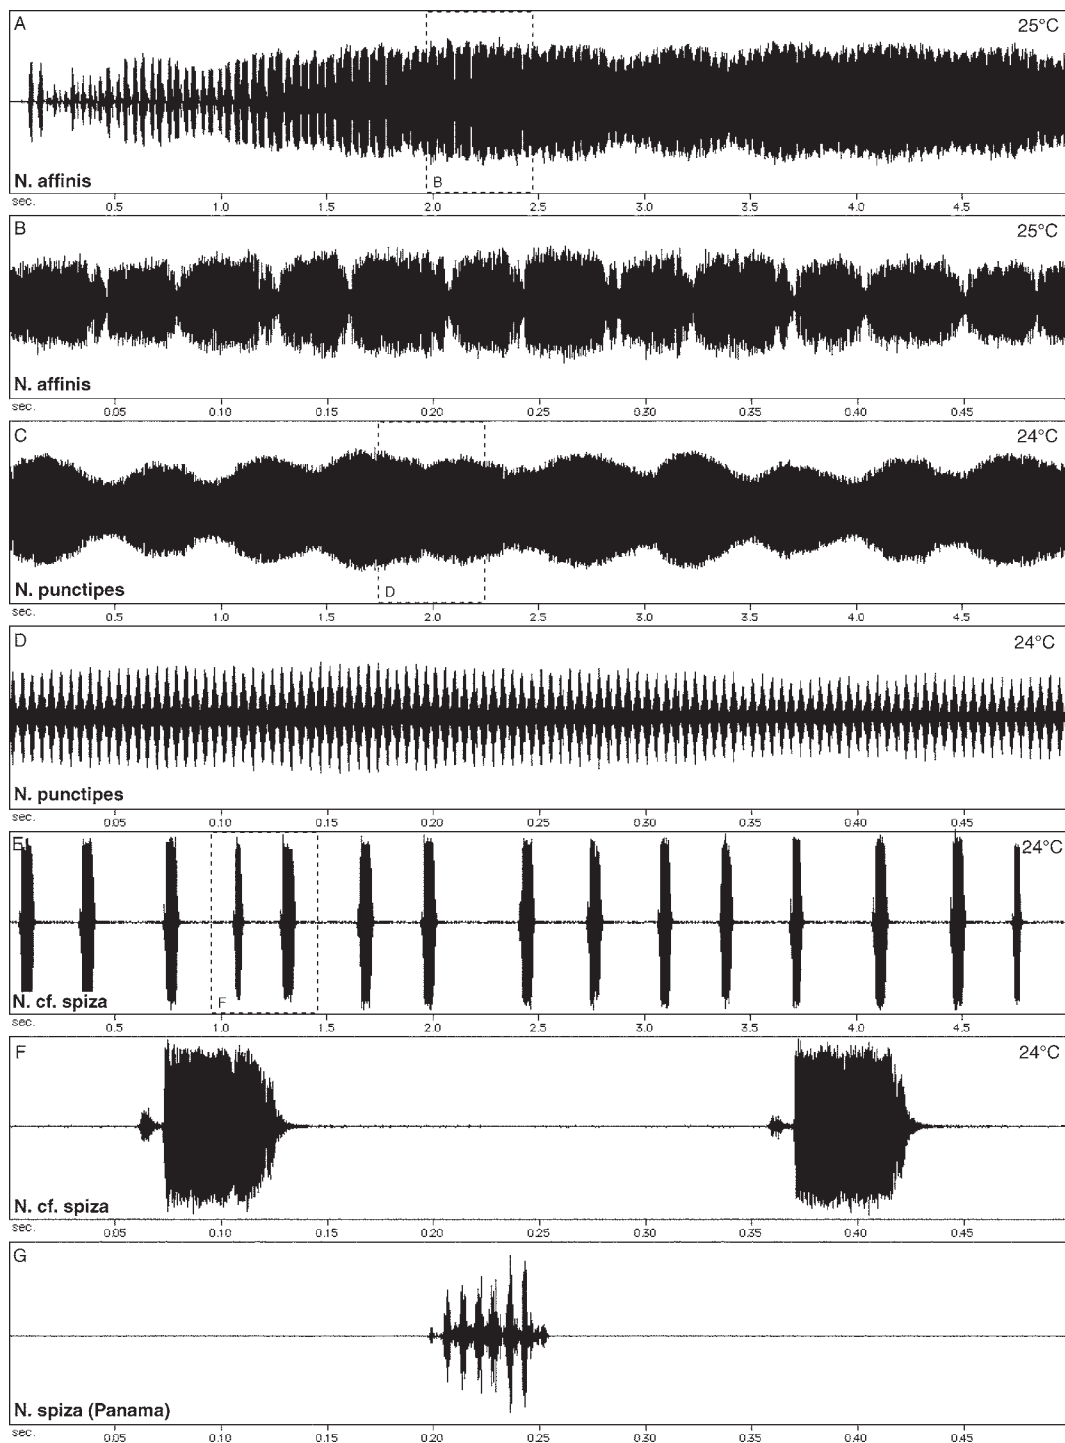 A 25°C
B
N. affinis
sec. 0.5 1.0 1.5 2.0 2.5 3.0 3.5 4.0 4.5
B 25°C
N. affinis
sec. 0.05 0.10 0.15 0.20 0.25 0.30 0.35 0.40 0.45
C 24°C
D
N. punctipes
sec. 0.5 1.0 1.5 2.0 2.5 3.0 3.5 4.0 4.5
D 24°C
N. punctipes
sec. 0.05 0.10 0.15 0.20 0.25 0.30 0.35 0.40 0.45
E 24°C
F
N. cf. spiza
sec. 0.5 1.0 1.5 2.0 2.5 3.0 3.5 4.0 4.5
F 24°C
N. cf. spiza
sec. 0.05 0.10 0.15 0.20 0.25 0.30 0.35 0.40 0.45
G
N. spiza (Panama)
sec. 0.05 0.10 0.15 0.20 0.25 0.30 0.35 0.40 0.45